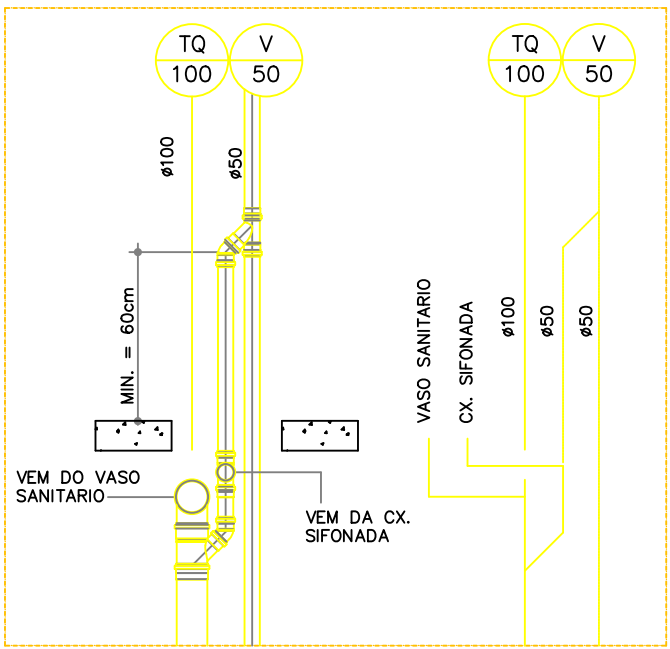 TQ
100
V
50
ø100
ø50
MIN. = 60cm
VEM DO VASO
SANITARIO
VEM DA CX.
SIFONADA
TQ
100
V
50
VASO SANITARIO
CX. SIFONADA
ø100
ø50
ø50